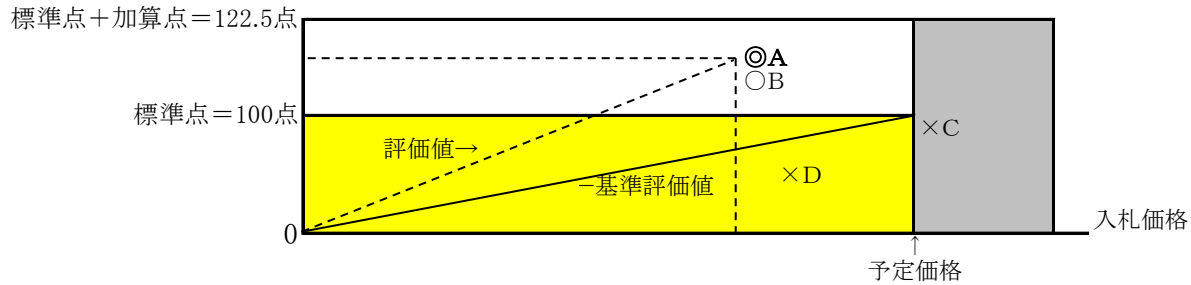 標準点+加算点=122.5点
◎A
○B
標準点=100点
×C
評価値→
×D
基準評価値
0
入札価格
↑
予定価格